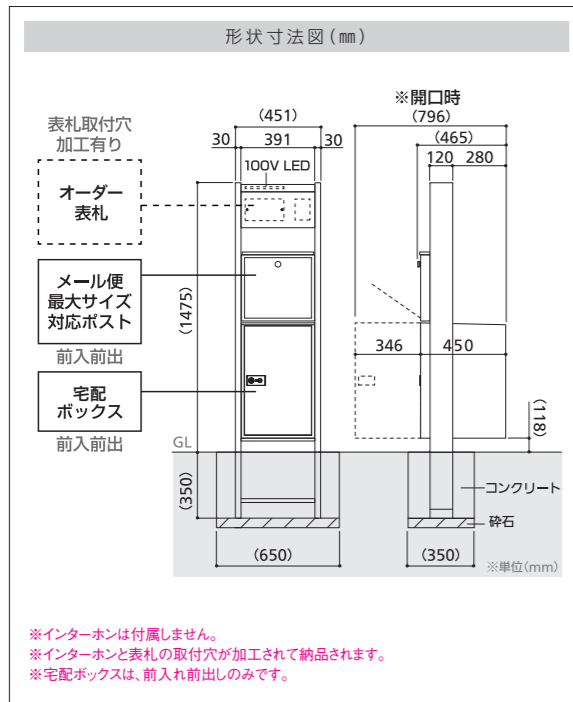 形状寸法図(㎜)
表札取付穴
加工有り
オーダー
表札
メール便
最大サイズ
対応ポスト
前入前出
宅配
ボックス
前入前出
(451)
30 391 30
100V LED
(1475)
GL
(350)
(650)
※開口時
(796)
(465)
120 280
346 450
(118)
コンクリート
砕石
(350)
※単位(mm)
※インターホンは付属しません。
※インターホンと表札の取付穴が加工されて納品されます。
※宅配ボックスは、前入れ前出しのみです。